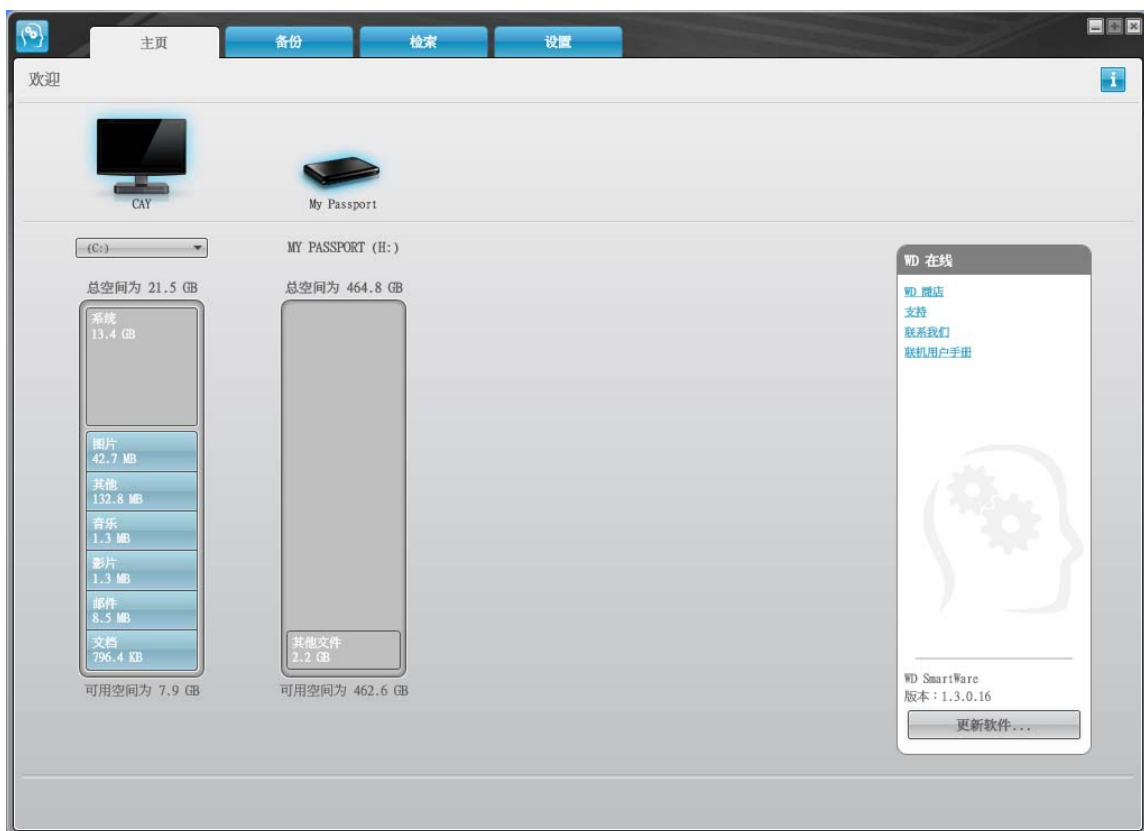 主页
备份
检索
设置
欢迎
CAY
My Passport
(C:)
MY PASSPORT (H:)
总空间为 21.5 GB
总空间为 464.8 GB
系统
13.4 GB
图片
42.7 MB
其他
132.8 MB
音乐
1.3 MB
影片
1.3 MB
邮件
8.5 MB
文档
796.4 KB
其他文件
2.2 GB
可用空间为 7.9 GB
可用空间为 462.6 GB
WD 在线
WD 商店
支持
联系我们
联机用户手册
WD SmartWare
版本：1.3.0.16
更新软件...